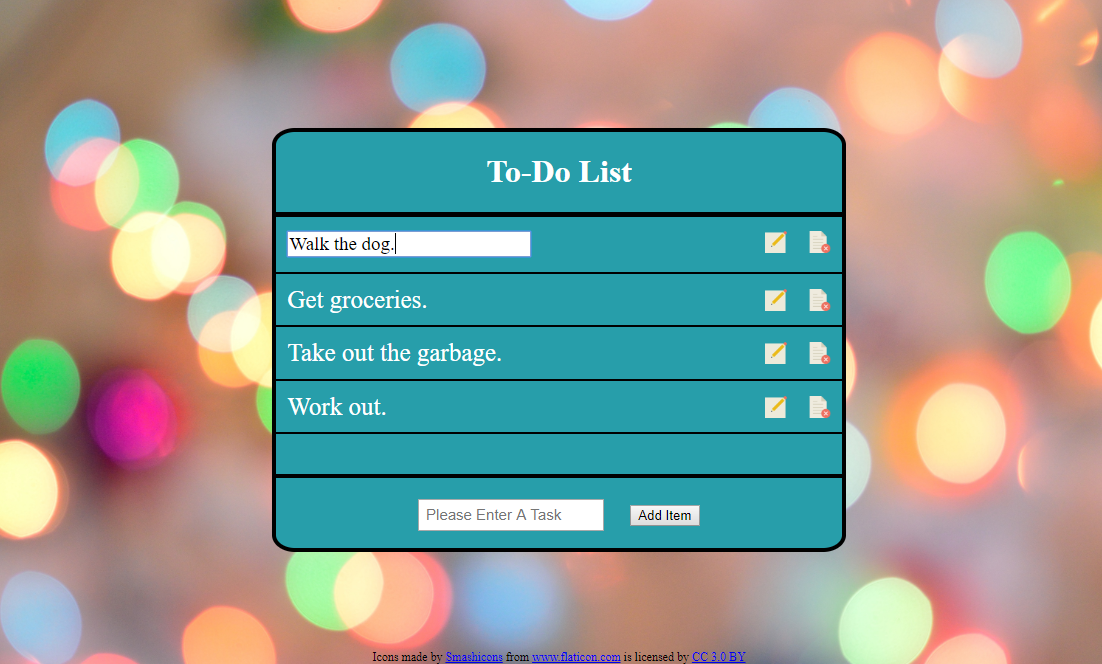 To-Do List
Walk the dog.
Get groceries.
Take out the garbage.
Work out.
Please Enter A Task
Add Item
Icons made by Smashicons from www.flaticon.com is licensed by CC 3.0 BY